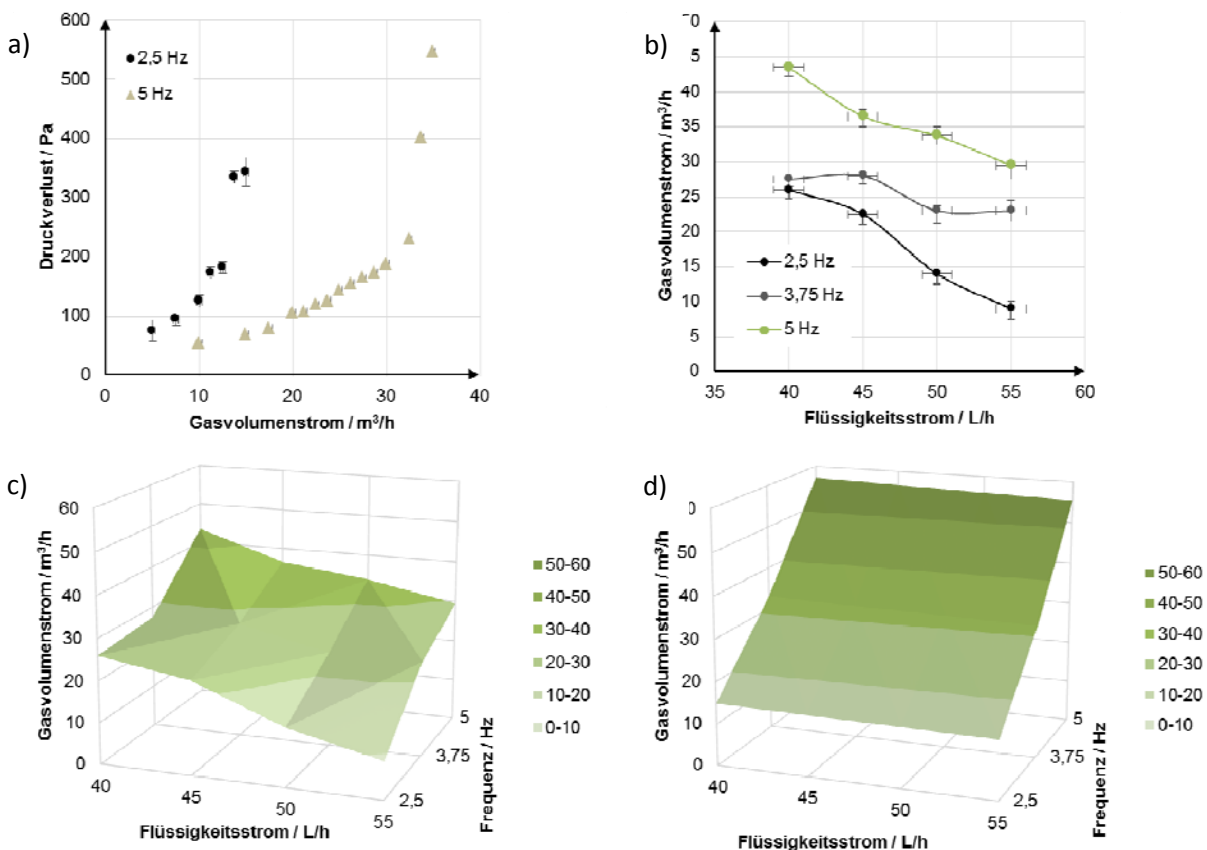 a)
600
500
400
300
200
100
0
Druckverlust / Pa
2,5 Hz
5 Hz
0 10 20 30 40
Gasvolumenstrom / m³/h
b)
0
5
40
35
30
25
20
15
10
5
0
Gasvolumenstrom / m³/h
2,5 Hz
3,75 Hz
5 Hz
35 40 45 50 55 60
Flüssigkeitsstrom / L/h
c)
60
50
40
30
20
10
0
Gasvolumenstrom / m³/h
40 45 50 55
Flüssigkeitsstrom / L/h
2,5 3,75 5
Frequenz / Hz
50-60
40-50
30-40
20-30
10-20
0-10
d)
0
50
40
30
20
10
0
Gasvolumenstrom / m³/h
40 45 50 55
Flüssigkeitsstrom / L/h
2,5 3,75 5
Frequenz / Hz
50-60
40-50
30-40
20-30
10-20
0-10